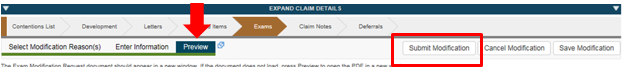 EXPAND CLAIM DETAILS
Contentions List Development Letters Items Exams Claim Notes Deferrals
Select Modification Reason(s) Enter Information Preview Submit Modification Cancel Modification Save Modification
The Exam Modification Request document should appear in a new window. If the document does not load, press Preview to open the PDF in a new